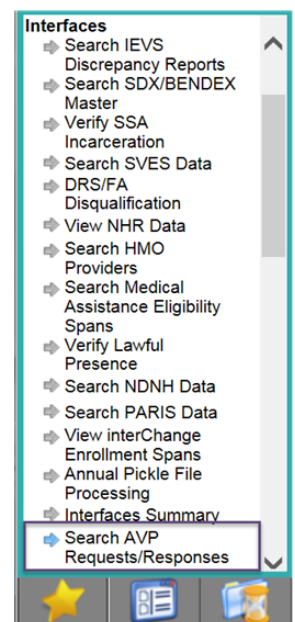 Interfaces
Search IEVS
Discrepancy Reports
Search SDX/BENDEX
Master
Verify SSA
Incarceration
Search SVES Data
DRS/FA
Disqualification
View NHR Data
Search HMO
Providers
Search Medical
Assistance Eligibility
Spans
Verify Lawful
Presence
Search NDNH Data
Search PARIS Data
View interChange
Enrollment Spans
Annual Pickle File
Processing
Interfaces Summary
Search AVP
Requests/Responses